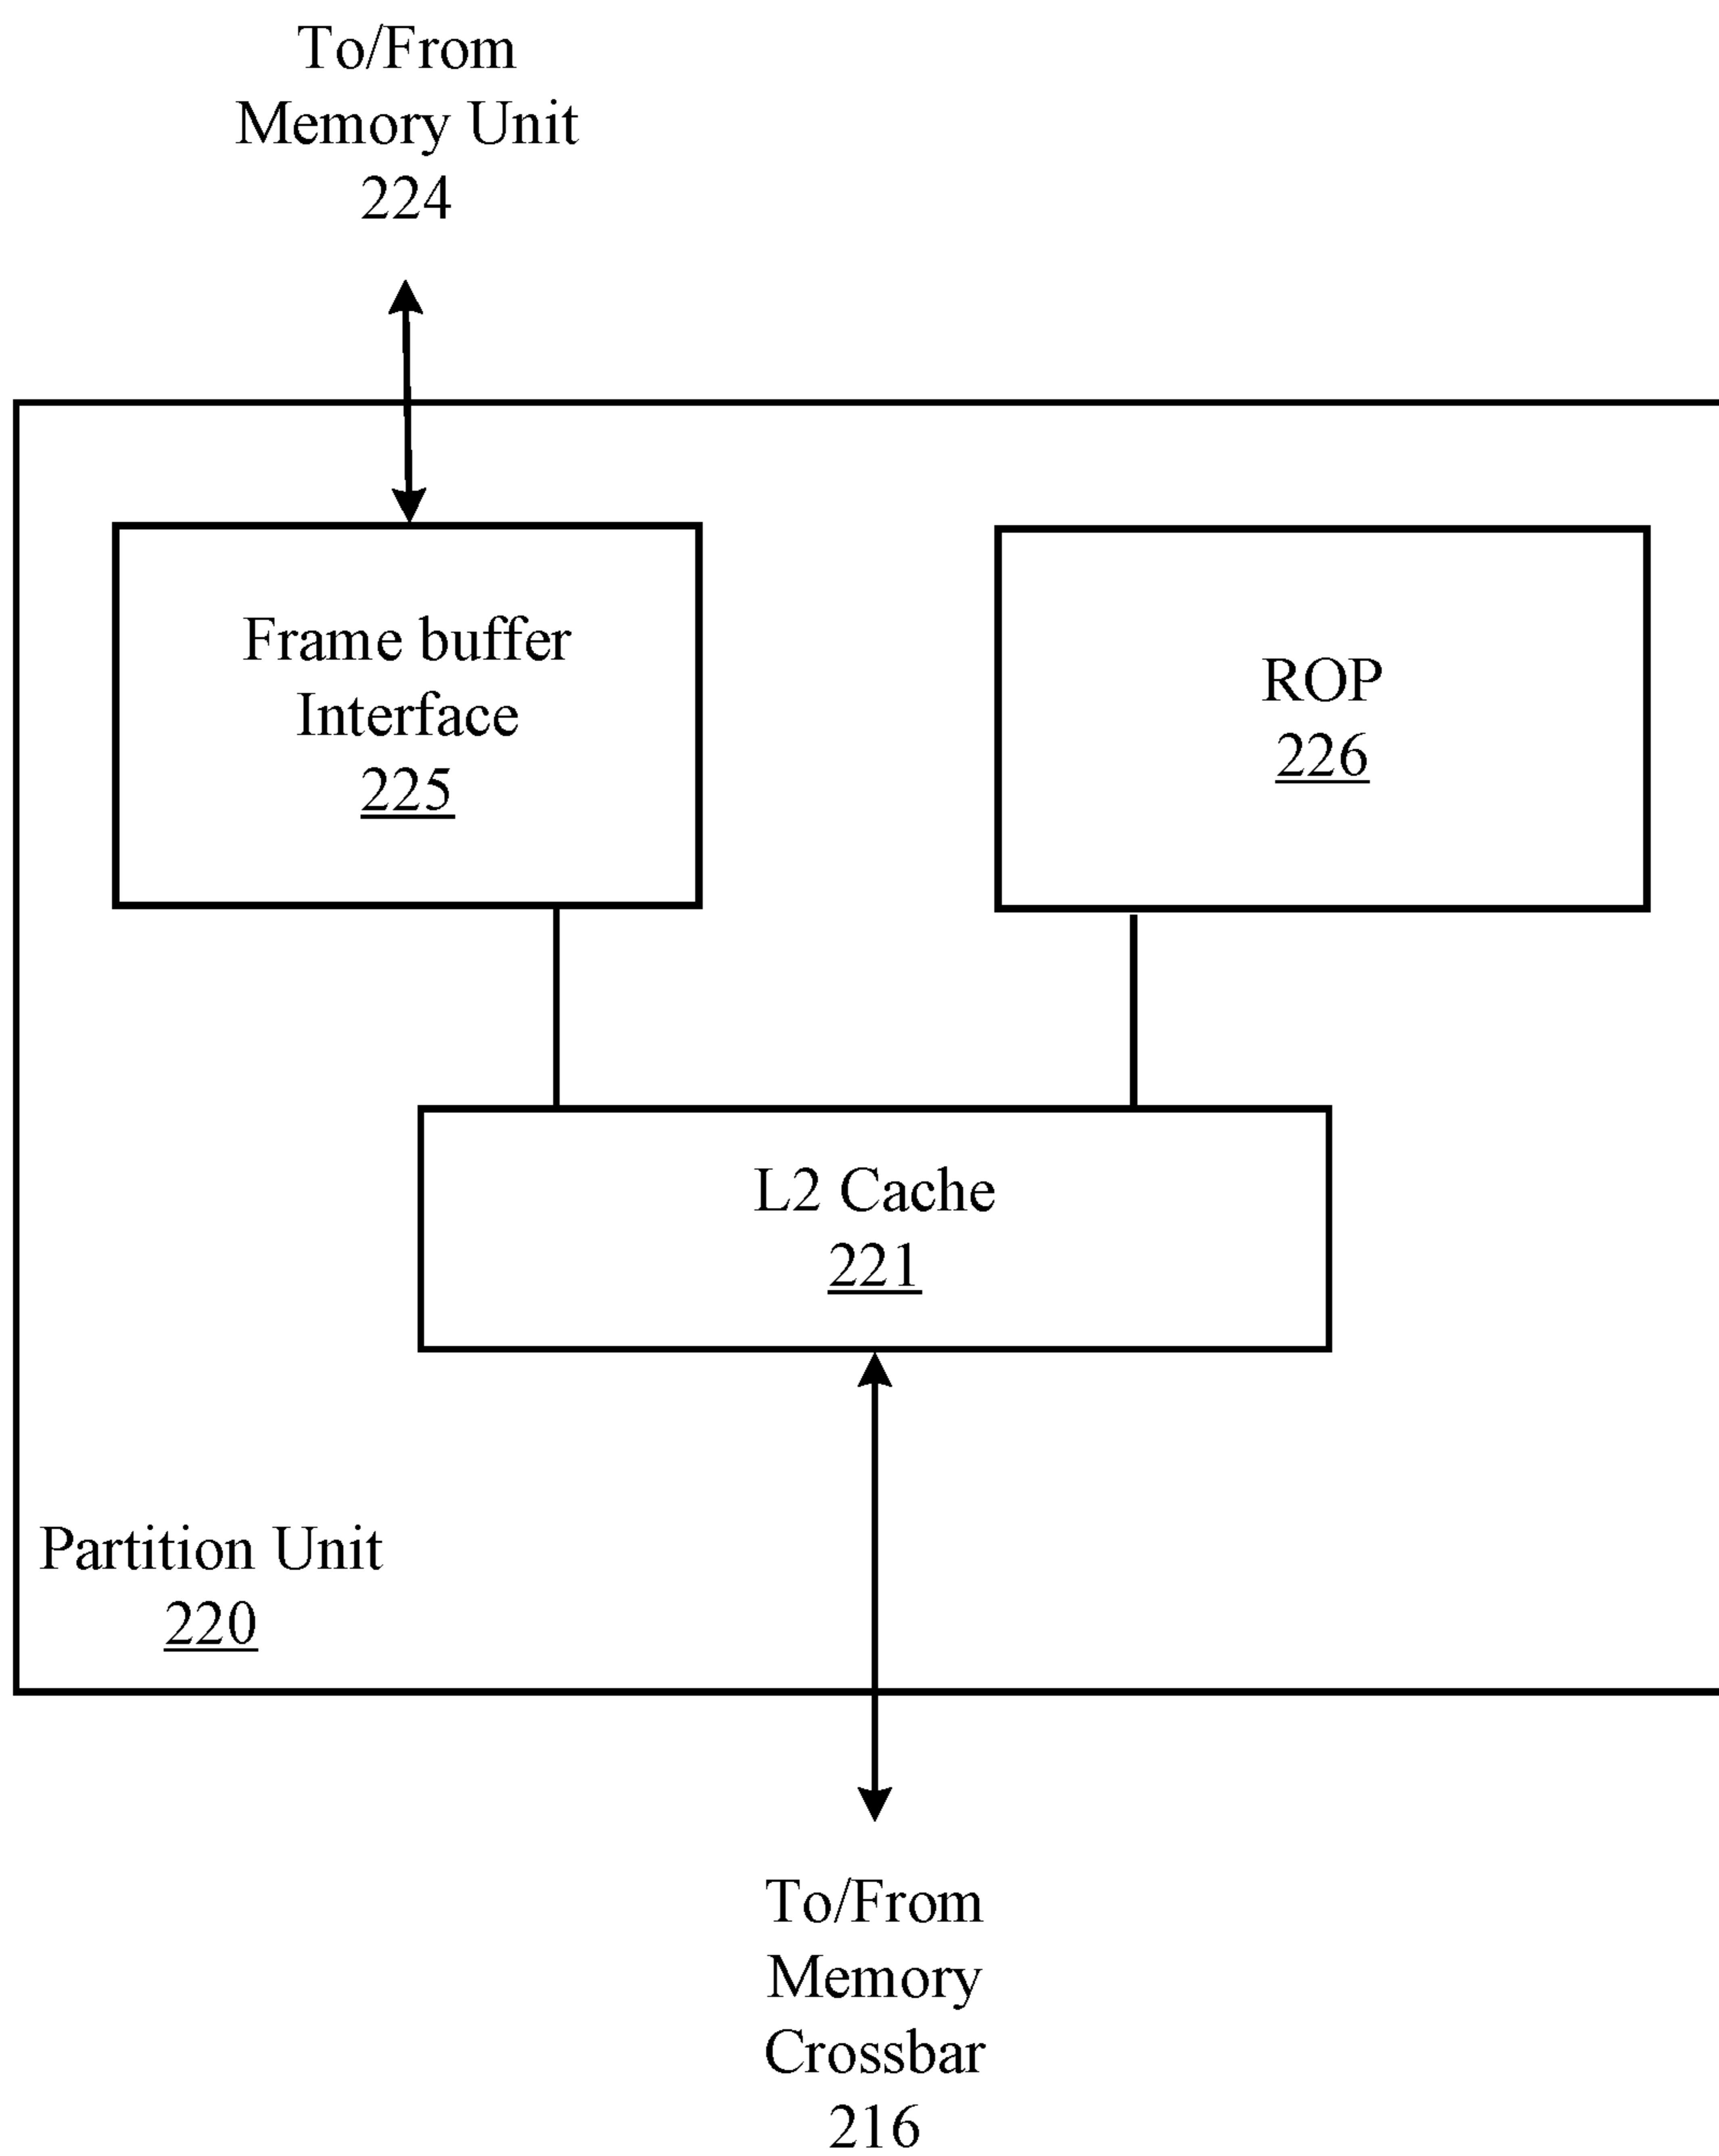 To/From
Memory Unit
224
Frame buffer
Interface
225
ROP
226
L2 Cache
221
Partition Unit
220
To/From
Memory
Crossbar
216